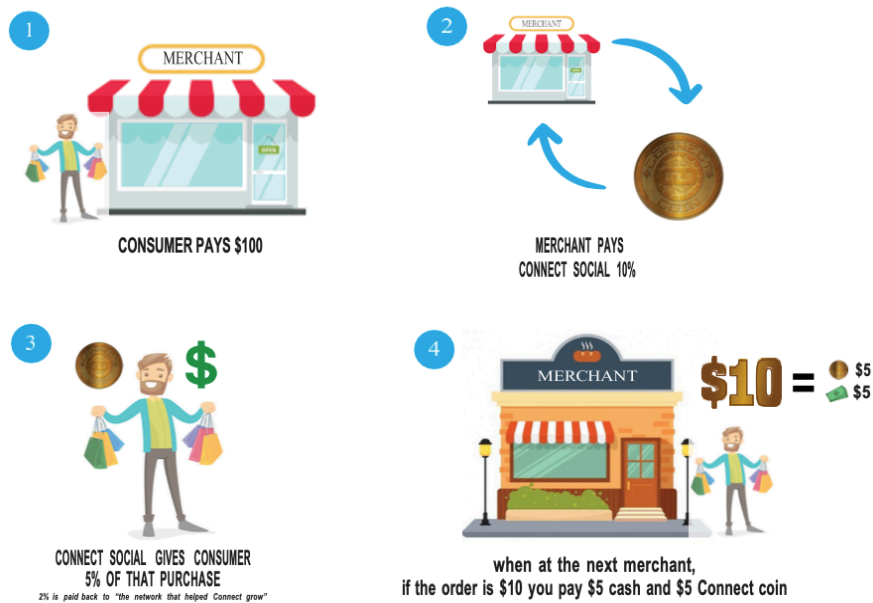 1
MERCHANT
OPEN
CONSUMER PAYS $100
2
MERCHANT
MERCHANT PAYS
CONNECT SOCIAL 10%
3
$
CONNECT SOCIAL GIVES CONSUMER
5% OF THAT PURCHASE
2% is paid back to "the network that helped Connect grow"
4
MERCHANT
$10 = $5
$5
when at the next merchant,
if the order is $10 you pay $5 cash and $5 Connect coin